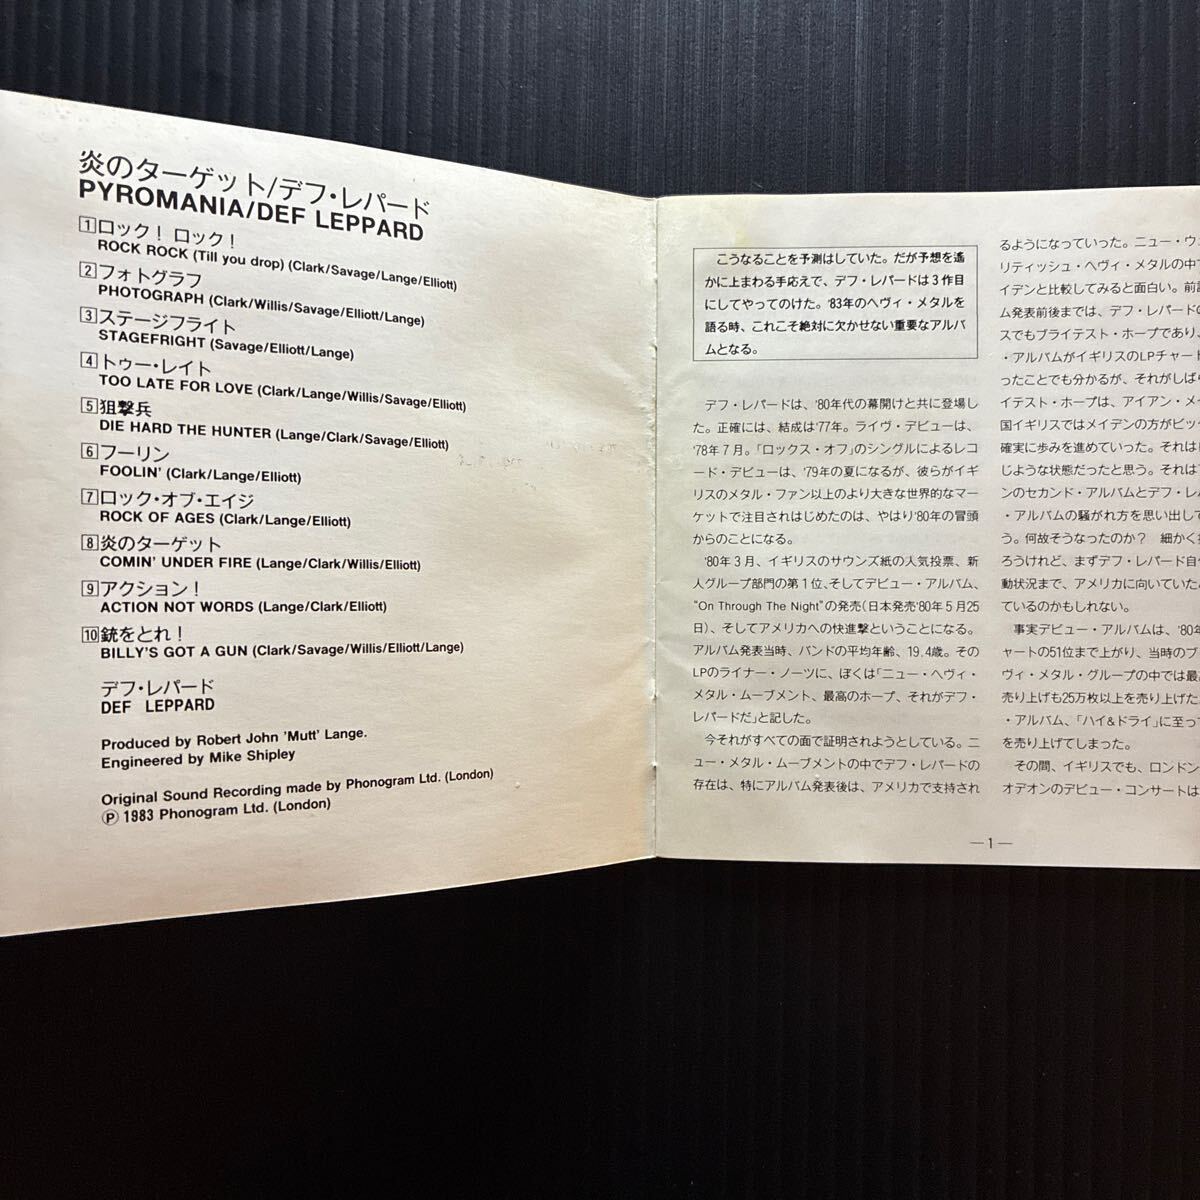 炎のターゲット/デフ・レパード
PYROMANIA/DEF LEPPARD
1 ロック！ ロック！
ROCK ROCK (Till you drop) (Clark/Savage/Lange/Elliott)
2 フォトグラフ
PHOTOGRAPH (Clark/Willis/Savage/Elliott/Lange)
3 ステージフライト
STAGEFRIGHT (Savage/Elliott/Lange)
4 トゥー・レイト
TOO LATE FOR LOVE (Clark/Lange/Willis/Savage/Elliott)
5 狙撃兵
DIE HARD THE HUNTER (Lange/Clark/Savage/Elliott)
6 フーリン
FOOLIN' (Clark/Lange/Elliott)
7 ロック・オブ・エイジ
ROCK OF AGES (Clark/Lange/Elliott)
8 炎のターゲット
COMIN' UNDER FIRE (Lange/Clark/Willis/Elliott)
9 アクション！
ACTION NOT WORDS (Lange/Clark/Elliott)
10 銃をとれ！
BILLY'S GOT A GUN (Clark/Savage/Willis/Elliott/Lange)
デフ・レパード
DEF LEPPARD
Produced by Robert John 'Mutt' Lange.
Engineered by Mike Shipley
Original Sound Recording made by Phonogram Ltd. (London)
Ⓟ 1983 Phonogram Ltd. (London)
こうなることを予測はしていた。だが予想を遙
かに上まわる手応えで、デフ・レパードは3作目
にしてやってのけた。'83年のヘヴィ・メタルを
語る時、これこそ絶対に欠かせない重要なアルバ
ムとなる。
デフ・レパードは、'80年代の幕開けと共に登場し
た。正確には、結成は'77年。ライヴ・デビューは、
'78年7月。「ロックス・オフ」のシングルによるレコ
ード・デビューは、'79年の夏になるが、彼らがイギ
リスのメタル・ファン以上のより大きな世界的なマー
ケットで注目されはじめたのは、やはり'80年の冒頭
からのことになる。
'80年3月、イギリスのサウンズ紙の人気投票、新
人グループ部門の第1位、そしてデビュー・アルバム、
“On Through The Night”の発売(日本発売'80年5月25
日)、そしてアメリカへの快進撃ということになる。
アルバム発表当時、バンドの平均年齢、19.4歳。その
LPのライナー・ノーツに、ぼくは「ニュー・ヘヴィ・
メタル・ムーブメント、最高のホープ、それがデフ・
レパードだ」と記した。
今それがすべての面で証明されようとしている。ニ
ュー・メタル・ムーブメントの中でデフ・レパードの
存在は、特にアルバム発表後は、アメリカで支持され
るようになっていった。ニュー・ウ
リティッシュ・ヘヴィ・メタルの中で
イデンと比較してみると面白い。前
ム発表前後までは、デフ・レパードの
スでもブライテスト・ホープであり、
・アルバムがイギリスのLPチャート
ったことでも分かるが、それがしば
イテスト・ホープは、アイアン・メイ
国イギリスではメイデンの方がビッ
確実に歩みを進めていった。それは
じような状態だったと思う。それは
ンのセカンド・アルバムとデフ・レ
・アルバムの騒がれ方を思い出して
う。何故そうなったのか？ 細かく
ろうけれど、まずデフ・レパード自
動状況まで、アメリカに向いていた
ているのかもしれない。
事実デビュー・アルバムは、'80年
ャートの51位まで上がり、当時のブ
ヴィ・メタル・グループの中では最
売り上げも25万枚以上を売り上げた
・アルバム、「ハイ&ドライ」に至っ
を売り上げてしまった。
その間、イギリスでも、ロンドン
オデオンのデビュー・コンサートは
—1—